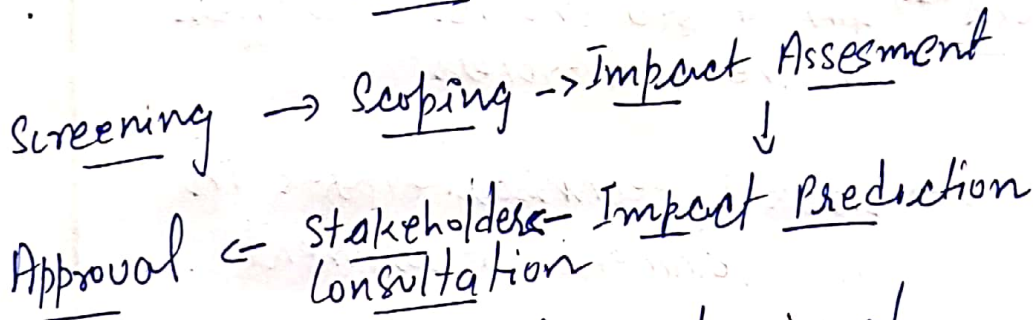 Screening → Scoping -> Impact Assesment
↓
Approval ← Stakeholders ← Impact Prediction
Consultation